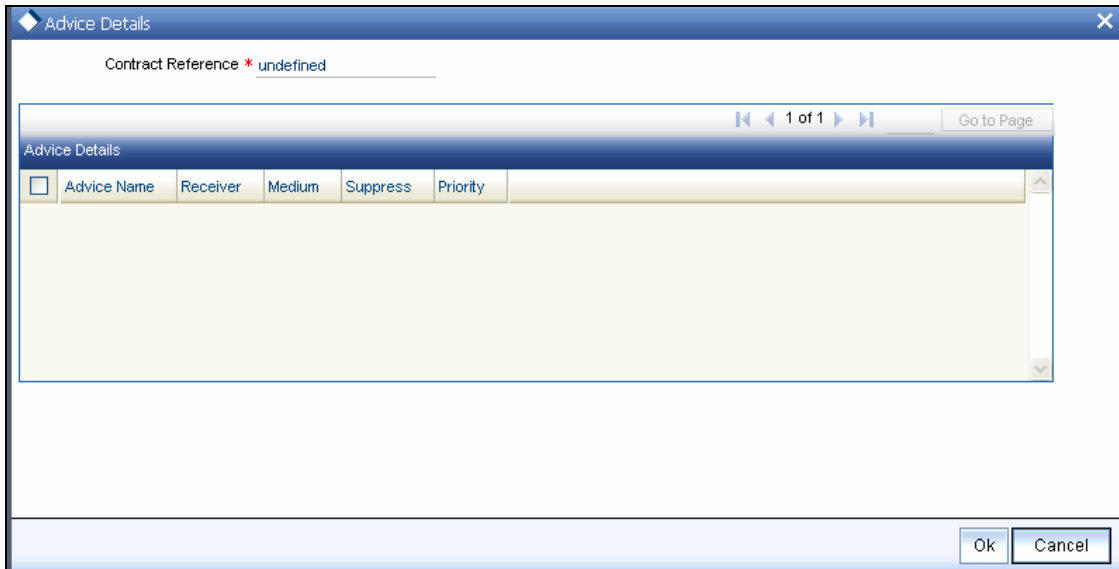 Advice Details
Contract Reference * undefined
1 of 1 Go to Page
Advice Details
Advice Name Receiver Medium Suppress Priority
Ok Cancel